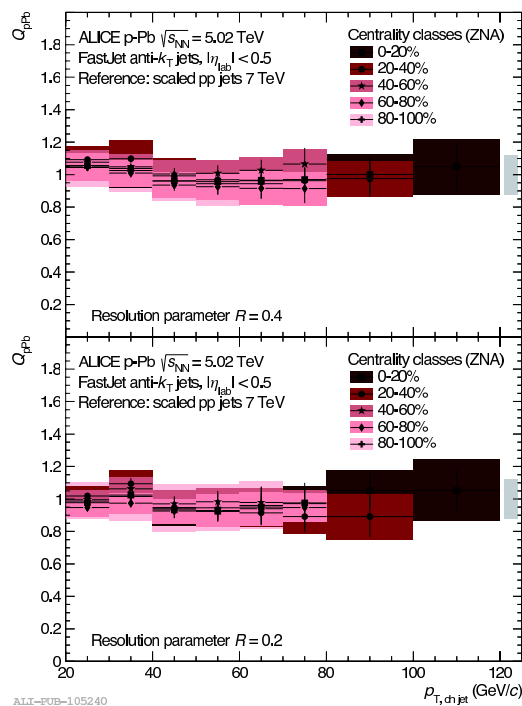 Q_pPb
ALICE p-Pb √s_NN = 5.02 TeV
FastJet anti-k_T jets, |η_lab| < 0.5
Reference: scaled pp jets 7 TeV
Centrality classes (ZNA)
0-20%
20-40%
40-60%
60-80%
80-100%
1.8
1.6
1.4
1.2
1
0.8
0.6
0.4
0.2
Resolution parameter R = 0.4
Q_pPb
ALICE p-Pb √s_NN = 5.02 TeV
FastJet anti-k_T jets, |η_lab| < 0.5
Reference: scaled pp jets 7 TeV
Centrality classes (ZNA)
0-20%
20-40%
40-60%
60-80%
80-100%
1.8
1.6
1.4
1.2
1
0.8
0.6
0.4
0.2
0
Resolution parameter R = 0.2
20 40 60 80 100 120
p_T, ch jet (GeV/c)
ALI-PUB-105240